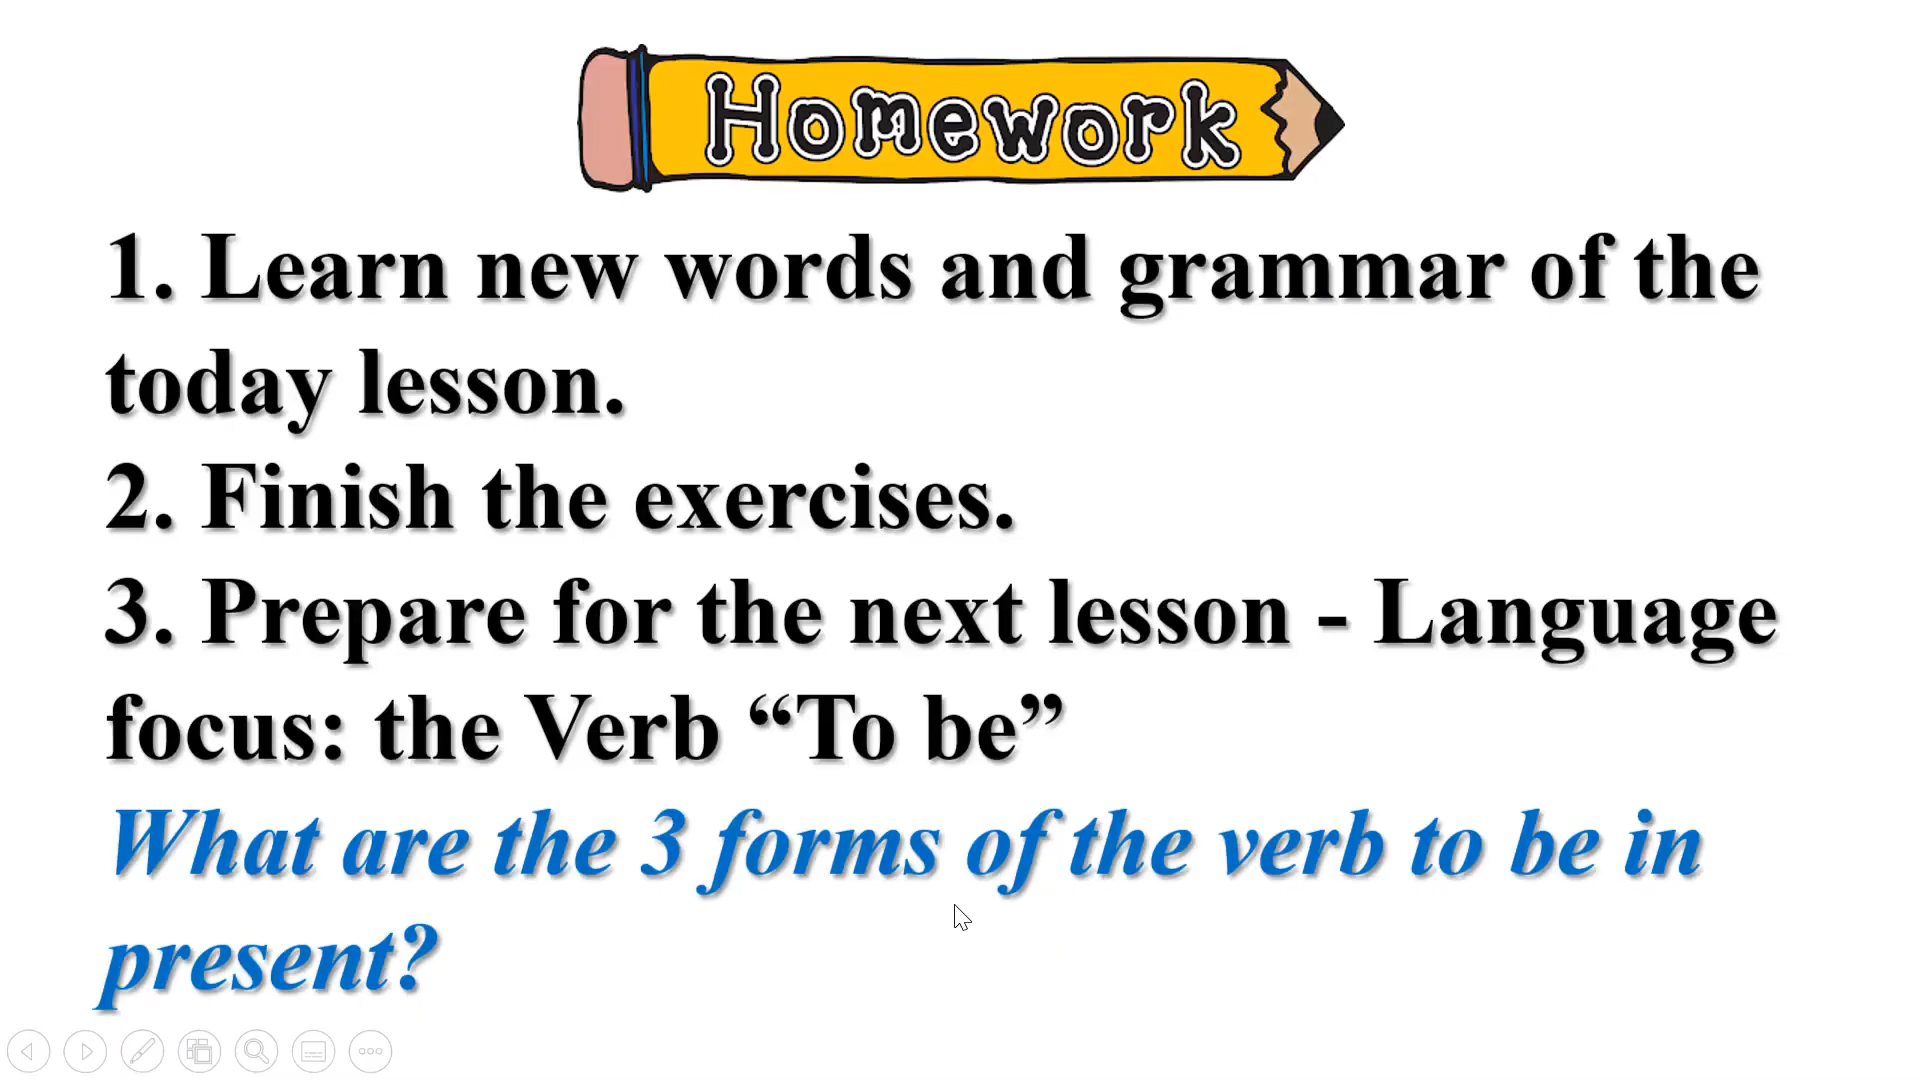 Homework
1. Learn new words and grammar of the
today lesson.
2. Finish the exercises.
3. Prepare for the next lesson - Language
focus: the Verb “To be”
What are the 3 forms of the verb to be in
present?